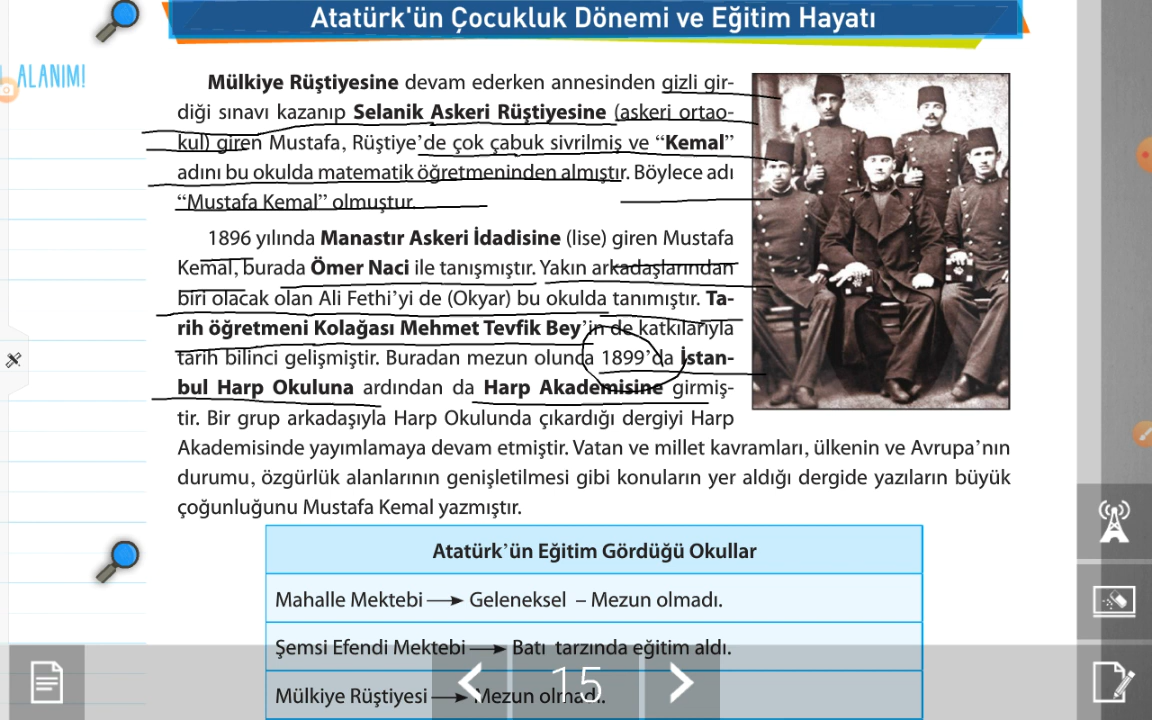 Atatürk'ün Çocukluk Dönemi ve Eğitim Hayatı
ALANIM!
Mülkiye Rüştiyesine devam ederken annesinden gizli gir-
diği sınavı kazanıp Selanik Askeri Rüştiyesine (askeri ortao-
kul) giren Mustafa, Rüştiye’de çok çabuk sivrilmiş ve “Kemal”
adını bu okulda matematik öğretmeninden almıştır. Böylece adı
“Mustafa Kemal” olmuştur.
1896 yılında Manastır Askeri İdadisine (lise) giren Mustafa
Kemal, burada Ömer Naci ile tanışmıştır. Yakın arkadaşlarından
biri olacak olan Ali Fethi’yi de (Okyar) bu okulda tanımıştır. Ta-
rih öğretmeni Kolağası Mehmet Tevfik Bey’in de katkılarıyla
tarih bilinci gelişmiştir. Buradan mezun olunca 1899’da İstan-
bul Harp Okuluna ardından da Harp Akademisine girmiş-
tir. Bir grup arkadaşıyla Harp Okulunda çıkardığı dergiyi Harp
Akademisinde yayımlamaya devam etmiştir. Vatan ve millet kavramları, ülkenin ve Avrupa’nın
durumu, özgürlük alanlarının genişletilmesi gibi konuların yer aldığı dergide yazıların büyük
çoğunluğunu Mustafa Kemal yazmıştır.
Atatürk’ün Eğitim Gördüğü Okullar
Mahalle Mektebi → Geleneksel – Mezun olmadı.
Şemsi Efendi Mektebi → Batı tarzında eğitim aldı.
Mülkiye Rüştiyesi → Mezun olmadı.
15